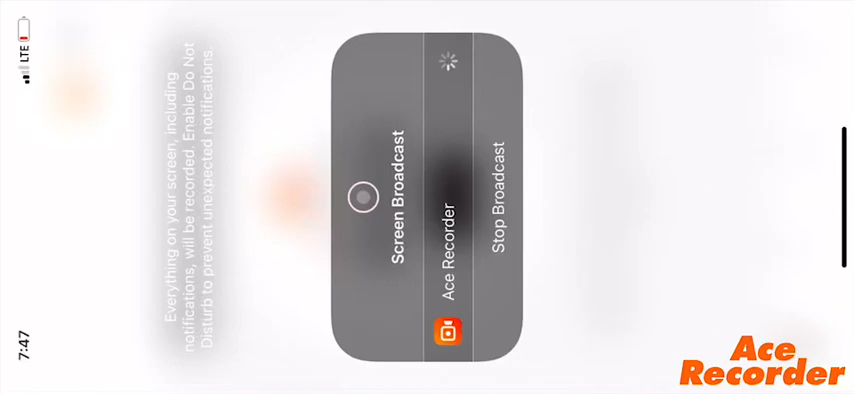 7:47
LTE
Everything on your screen, including
notifications, will be recorded. Enable Do Not
Disturb to prevent unexpected notifications.
Screen Broadcast
Ace Recorder
Stop Broadcast
Ace
Recorder